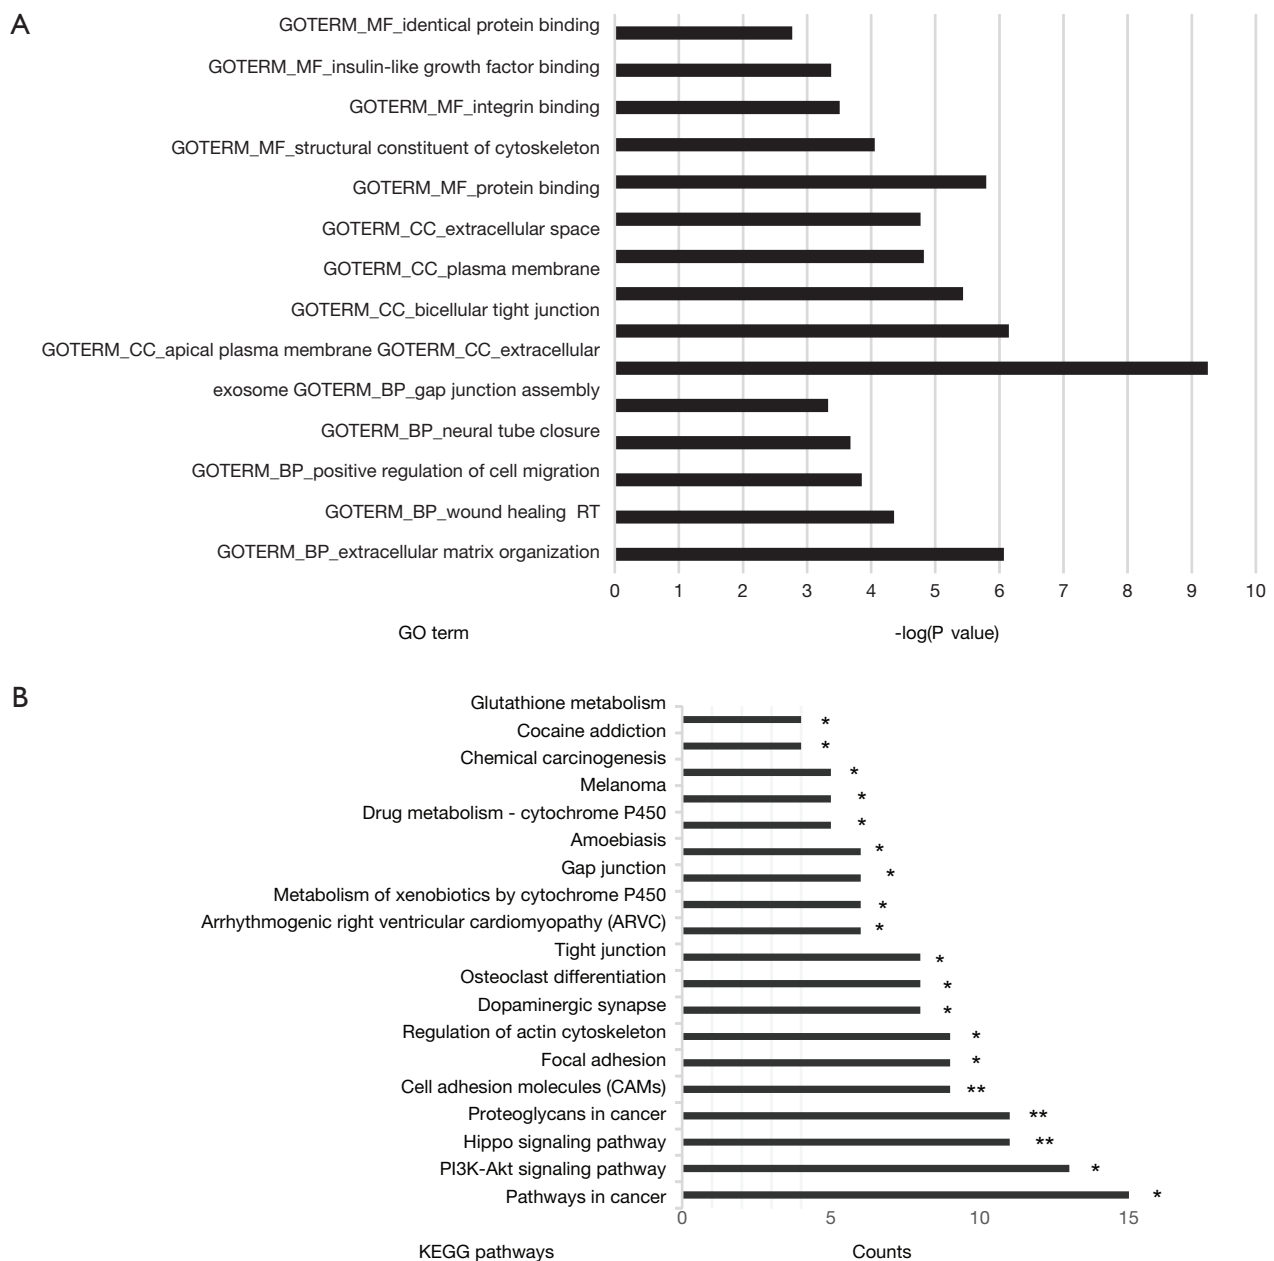 A
GOTERM_MF_identical protein binding
GOTERM_MF_insulin-like growth factor binding
GOTERM_MF_integrin binding
GOTERM_MF_structural constituent of cytoskeleton
GOTERM_MF_protein binding
GOTERM_CC_extracellular space
GOTERM_CC_plasma membrane
GOTERM_CC_bicellular tight junction
GOTERM_CC_apical plasma membrane GOTERM_CC_extracellular
exosome GOTERM_BP_gap junction assembly
GOTERM_BP_neural tube closure
GOTERM_BP_positive regulation of cell migration
GOTERM_BP_wound healing RT
GOTERM_BP_extracellular matrix organization
0 1 2 3 4 5 6 7 8 9 10
GO term -log(P value)
B
Glutathione metabolism
*
Cocaine addiction
*
Chemical carcinogenesis
*
Melanoma
*
Drug metabolism - cytochrome P450
*
Amoebiasis
*
Gap junction
*
Metabolism of xenobiotics by cytochrome P450
*
Arrhythmogenic right ventricular cardiomyopathy (ARVC)
*
Tight junction
*
Osteoclast differentiation
*
Dopaminergic synapse
*
Regulation of actin cytoskeleton
*
Focal adhesion
*
Cell adhesion molecules (CAMs)
**
Proteoglycans in cancer
**
Hippo signaling pathway
**
PI3K-Akt signaling pathway
*
Pathways in cancer
*
0 5 10 15
KEGG pathways Counts